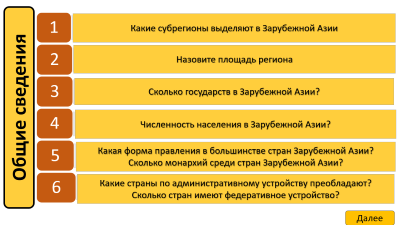 Общие сведения
1
Какие субрегионы выделяют в Зарубежной Азии
2
Назовите площадь региона
3
Сколько государств в Зарубежной Азии?
4
Численность населения в Зарубежной Азии?
5
Какая форма правления в большинстве стран Зарубежной Азии?
Сколько монархий среди стран Зарубежной Азии?
6
Какие страны по административному устройству преобладают?
Сколько стран имеют федеративное устройство?
Далее